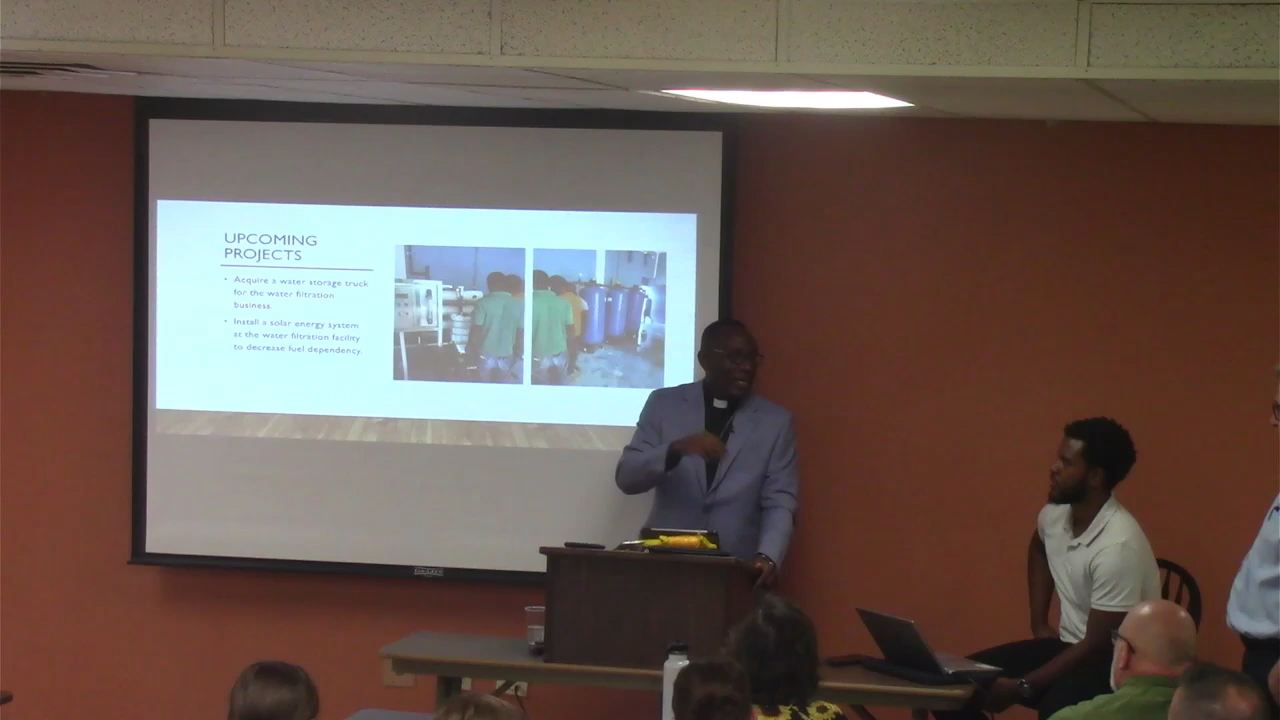 UPCOMING
PROJECTS
• Acquire a water storage truck
for the water filtration
business
• Install a solar energy system
at the water filtration facility
to decrease fuel dependency.